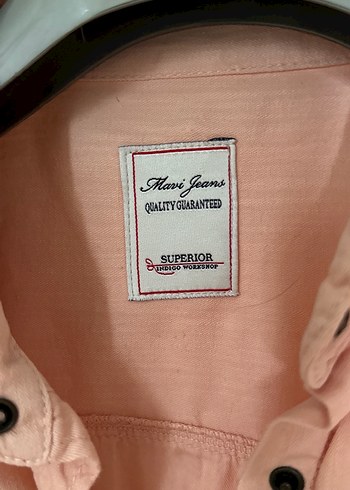 Mavi Jeans
QUALITY GUARANTEED
SUPERIOR
INDIGO WORKSHOP